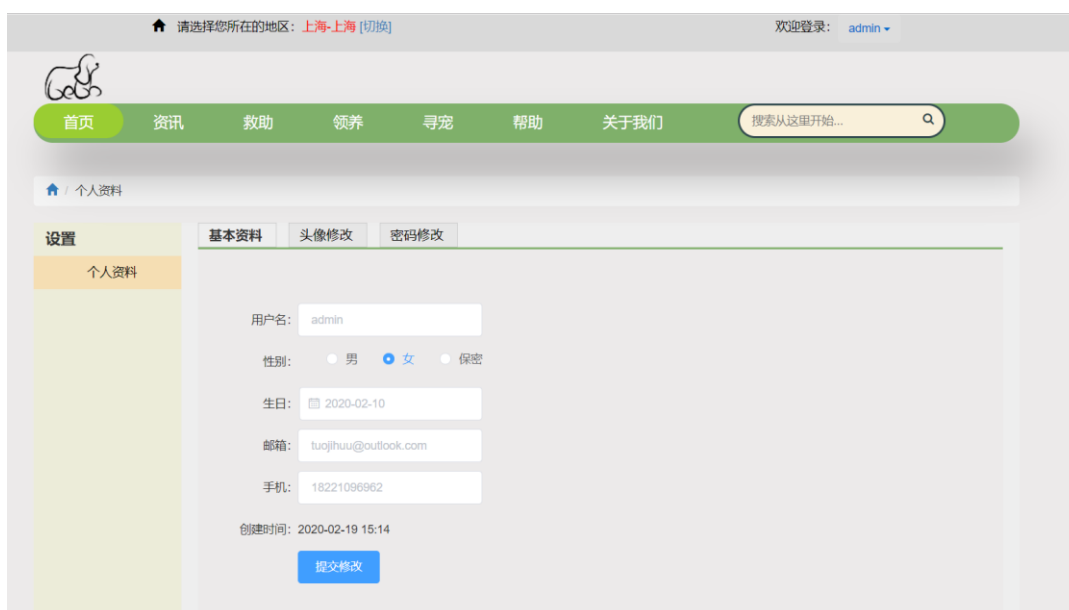 请选择您所在的地区：上海-上海 [切换] 欢迎登录： admin
首页 资讯 救助 领养 寻宠 帮助 关于我们 搜索从这里开始...
/ 个人资料
设置
个人资料
基本资料 头像修改 密码修改
用户名： admin
性别： 男 女 保密
生日： 2020-02-10
邮箱： tuojihuu@outlook.com
手机： 18221096962
创建时间： 2020-02-19 15:14
提交修改